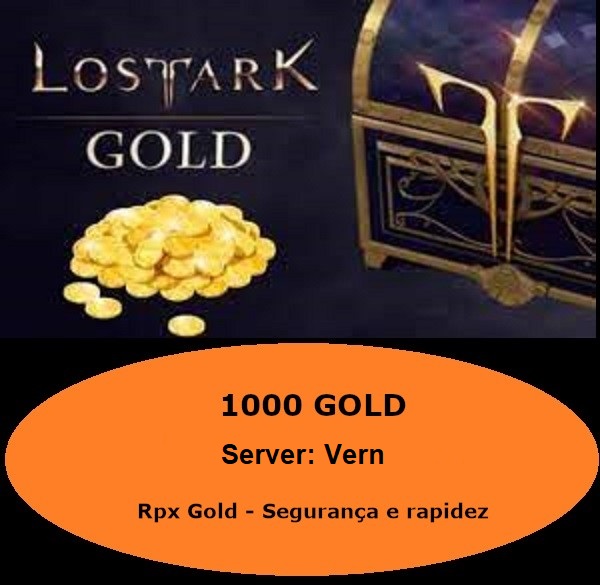 LOST ARK
GOLD
1000 GOLD
Server: Vern
Rpx Gold - Segurança e rapidez